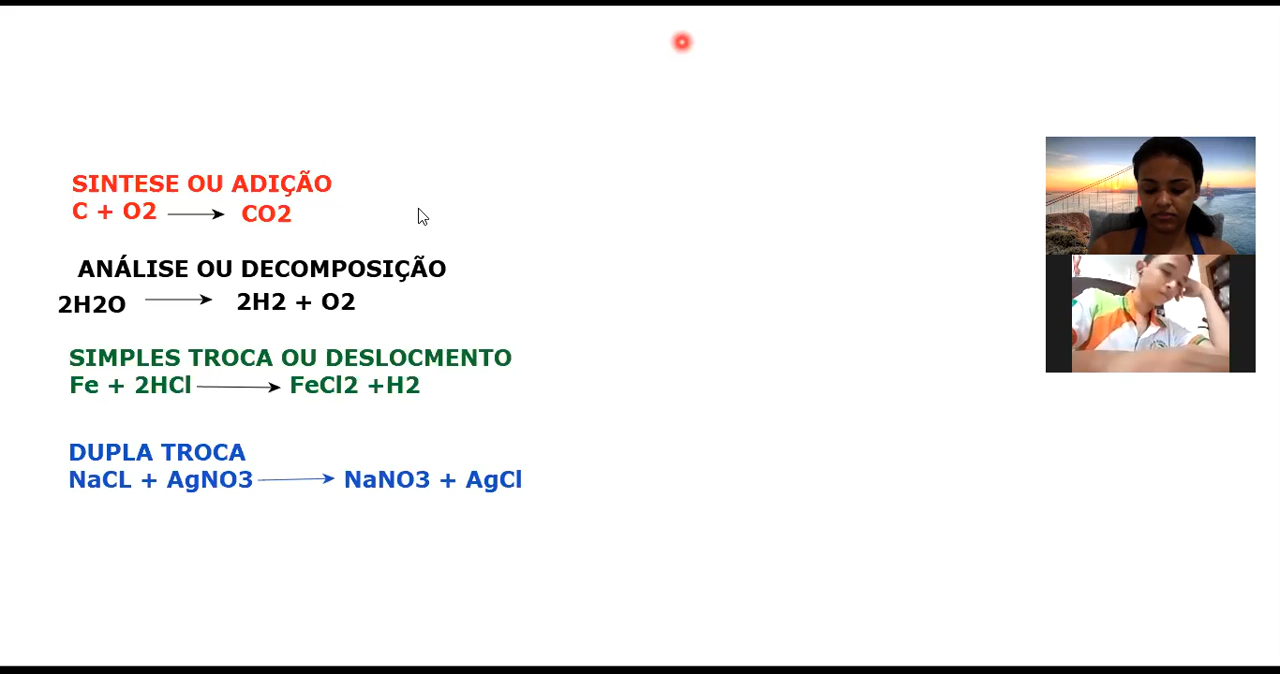 SINTESE OU ADIÇÃO
C + O2 ⟶ CO2
ANÁLISE OU DECOMPOSIÇÃO
2H2O ⟶ 2H2 + O2
SIMPLES TROCA OU DESLOCMENTO
Fe + 2HCl ⟶ FeCl2 +H2
DUPLA TROCA
NaCL + AgNO3 ⟶ NaNO3 + AgCl